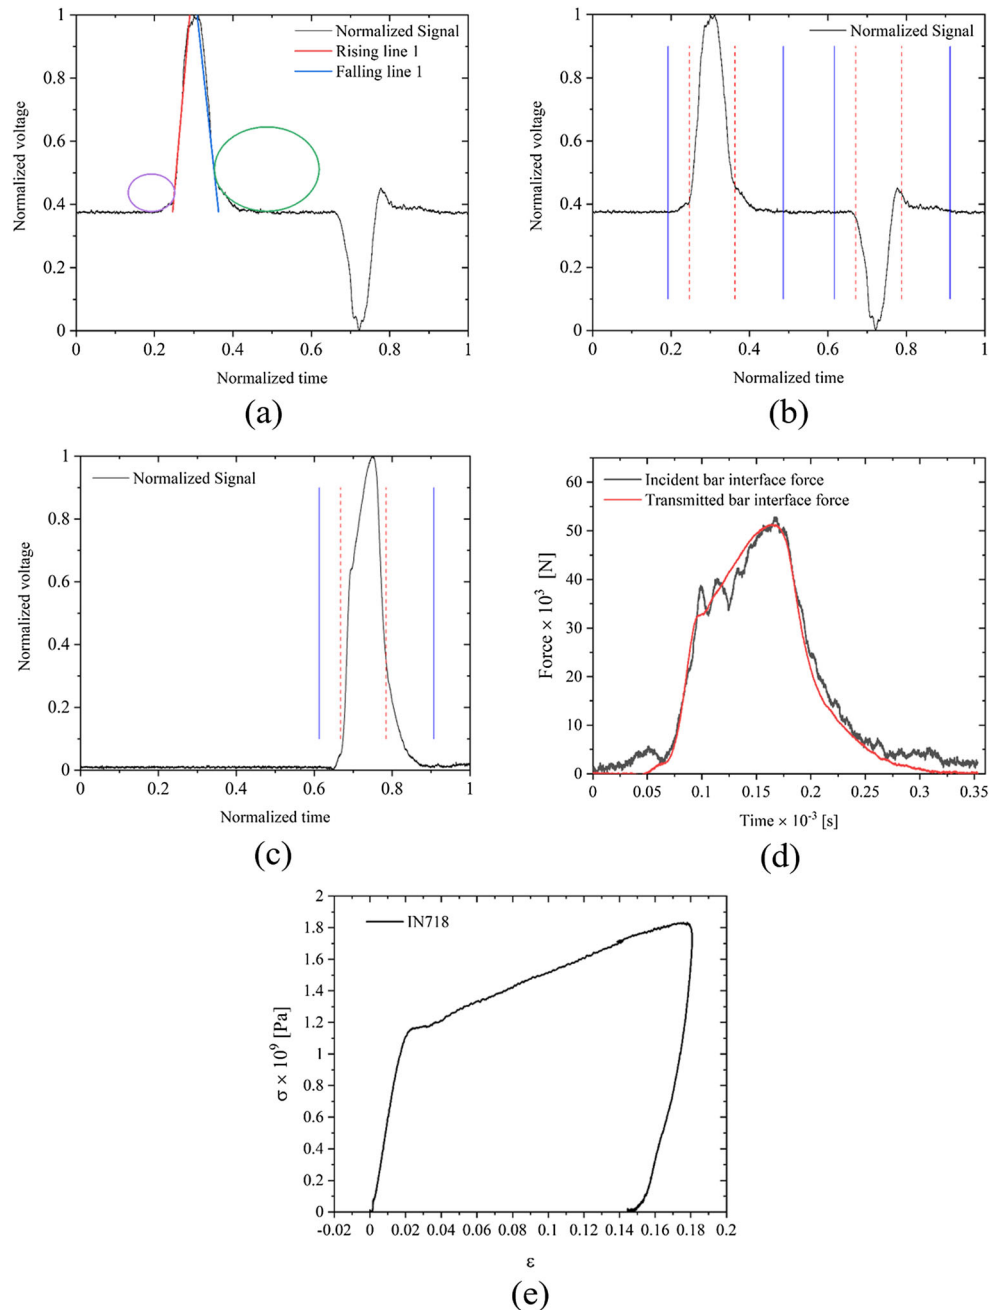 Normalized Signal
Rising line 1
Falling line 1
Normalized voltage
1
0.8
0.6
0.4
0.2
0
0 0.2 0.4 0.6 0.8 1
Normalized time
(a)
Normalized Signal
Normalized voltage
1
0.8
0.6
0.4
0.2
0
0 0.2 0.4 0.6 0.8 1
Normalized time
(b)
Normalized Signal
Normalized voltage
1
0.8
0.6
0.4
0.2
0
0 0.2 0.4 0.6 0.8 1
Normalized time
(c)
Incident bar interface force
Transmitted bar interface force
Force × 10³ [N]
60
50
40
30
20
10
0
0 0.05 0.1 0.15 0.2 0.25 0.3 0.35
Time × 10⁻³ [s]
(d)
IN718
σ × 10⁹ [Pa]
2
1.8
1.6
1.4
1.2
1
0.8
0.6
0.4
0.2
0
-0.02 0 0.02 0.04 0.06 0.08 0.10 0.12 0.14 0.16 0.18 0.2
ε
(e)